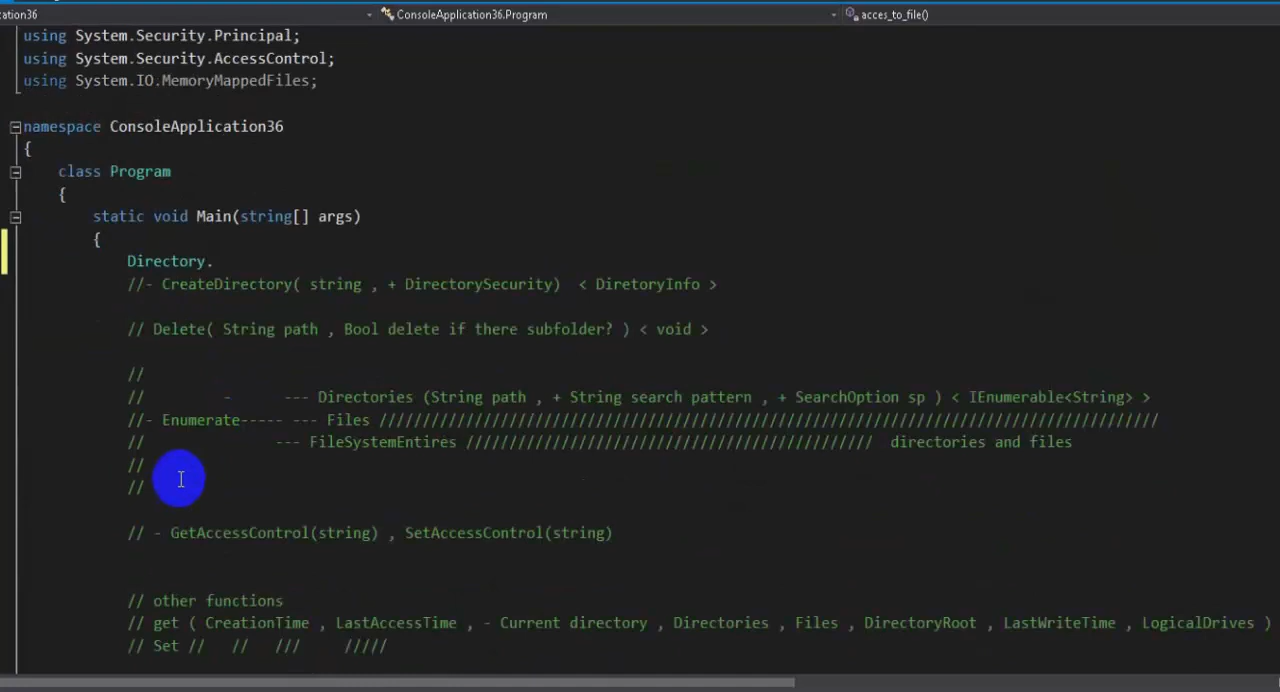 cation36 ConsoleApplication36.Program acces_to_file()
using System.Security.Principal;
using System.Security.AccessControl;
using System.IO.MemoryMappedFiles;
namespace ConsoleApplication36
{
class Program
{
static void Main(string[] args)
{
Directory.
//- CreateDirectory( string , + DirectorySecurity) < DiretoryInfo >
// Delete( String path , Bool delete if there subfolder? ) < void >
//
// - --- Directories (String path , + String search pattern , + SearchOption sp ) < IEnumerable<String> >
//- Enumerate----- --- Files //////////////////////////////////////////////////////////////////////////////////////////
// --- FileSystemEntires /////////////////////////////////////////////// directories and files
//
//
// - GetAccessControl(string) , SetAccessControl(string)
// other functions
// get ( CreationTime , LastAccessTime , - Current directory , Directories , Files , DirectoryRoot , LastWriteTime , LogicalDrives )
// Set // // /// /////